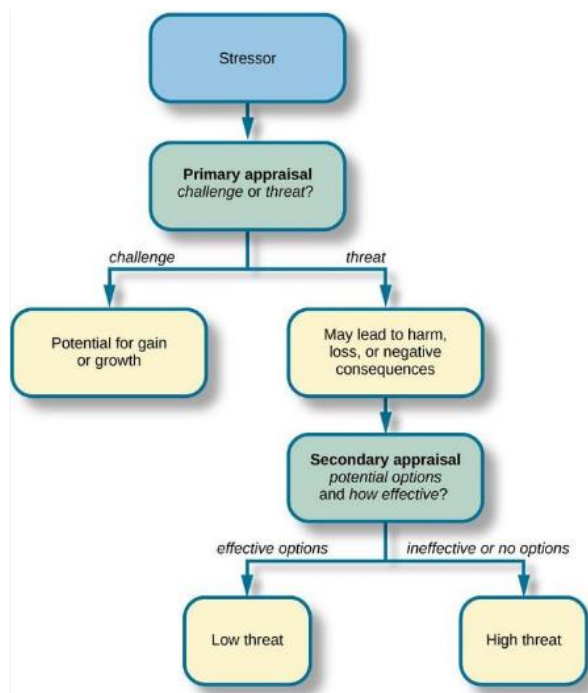 Stressor
Primary appraisal
challenge or threat?
challenge
threat
Potential for gain
or growth
May lead to harm,
loss, or negative
consequences
Secondary appraisal
potential options
and how effective?
effective options
ineffective or no options
Low threat
High threat